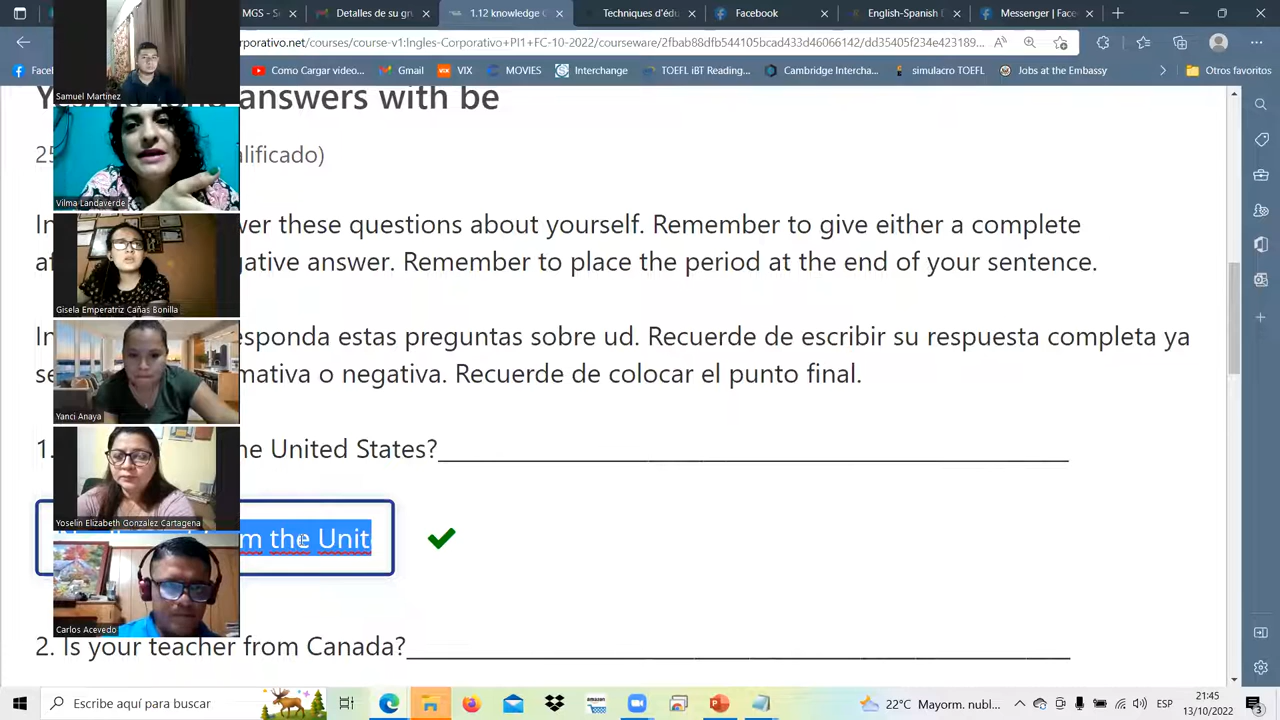 MGS -
Detalles de su gr
1.12 knowledge t
Techniques d'édu
Facebook
English-Spanish
Messenger | Face
orporativo.net/courses/course-v1:Ingles-Corporativo+PI1+FC-10-2022/courseware/2fbab88dfb544105bcad433d46066142/dd35405f234e423189...
Como Cargar vídeo...
Gmail
VIX
MOVIES
Interchange
TOEFL iBT Reading...
Cambridge Intercha...
simulacro TOEFL
Jobs at the Embassy
Otros favoritos
answers with be
alificado)
wer these questions about yourself. Remember to give either a complete
gative answer. Remember to place the period at the end of your sentence.
esponda estas preguntas sobre ud. Recuerde de escribir su respuesta completa ya
mativa o negativa. Recuerde de colocar el punto final.
1.
he United States?
m the Unit
2. Is your teacher from Canada?
Samuel Martinez
Vilma Landaverde
Gisela Emperatriz Cañas Bonilla
Yanci Anaya
Yoselin Elizabeth Gonzalez Cartagena
Carlos Acevedo
Escribe aquí para buscar
22°C Mayorm. nubl...
ESP
21:45
13/10/2022
3